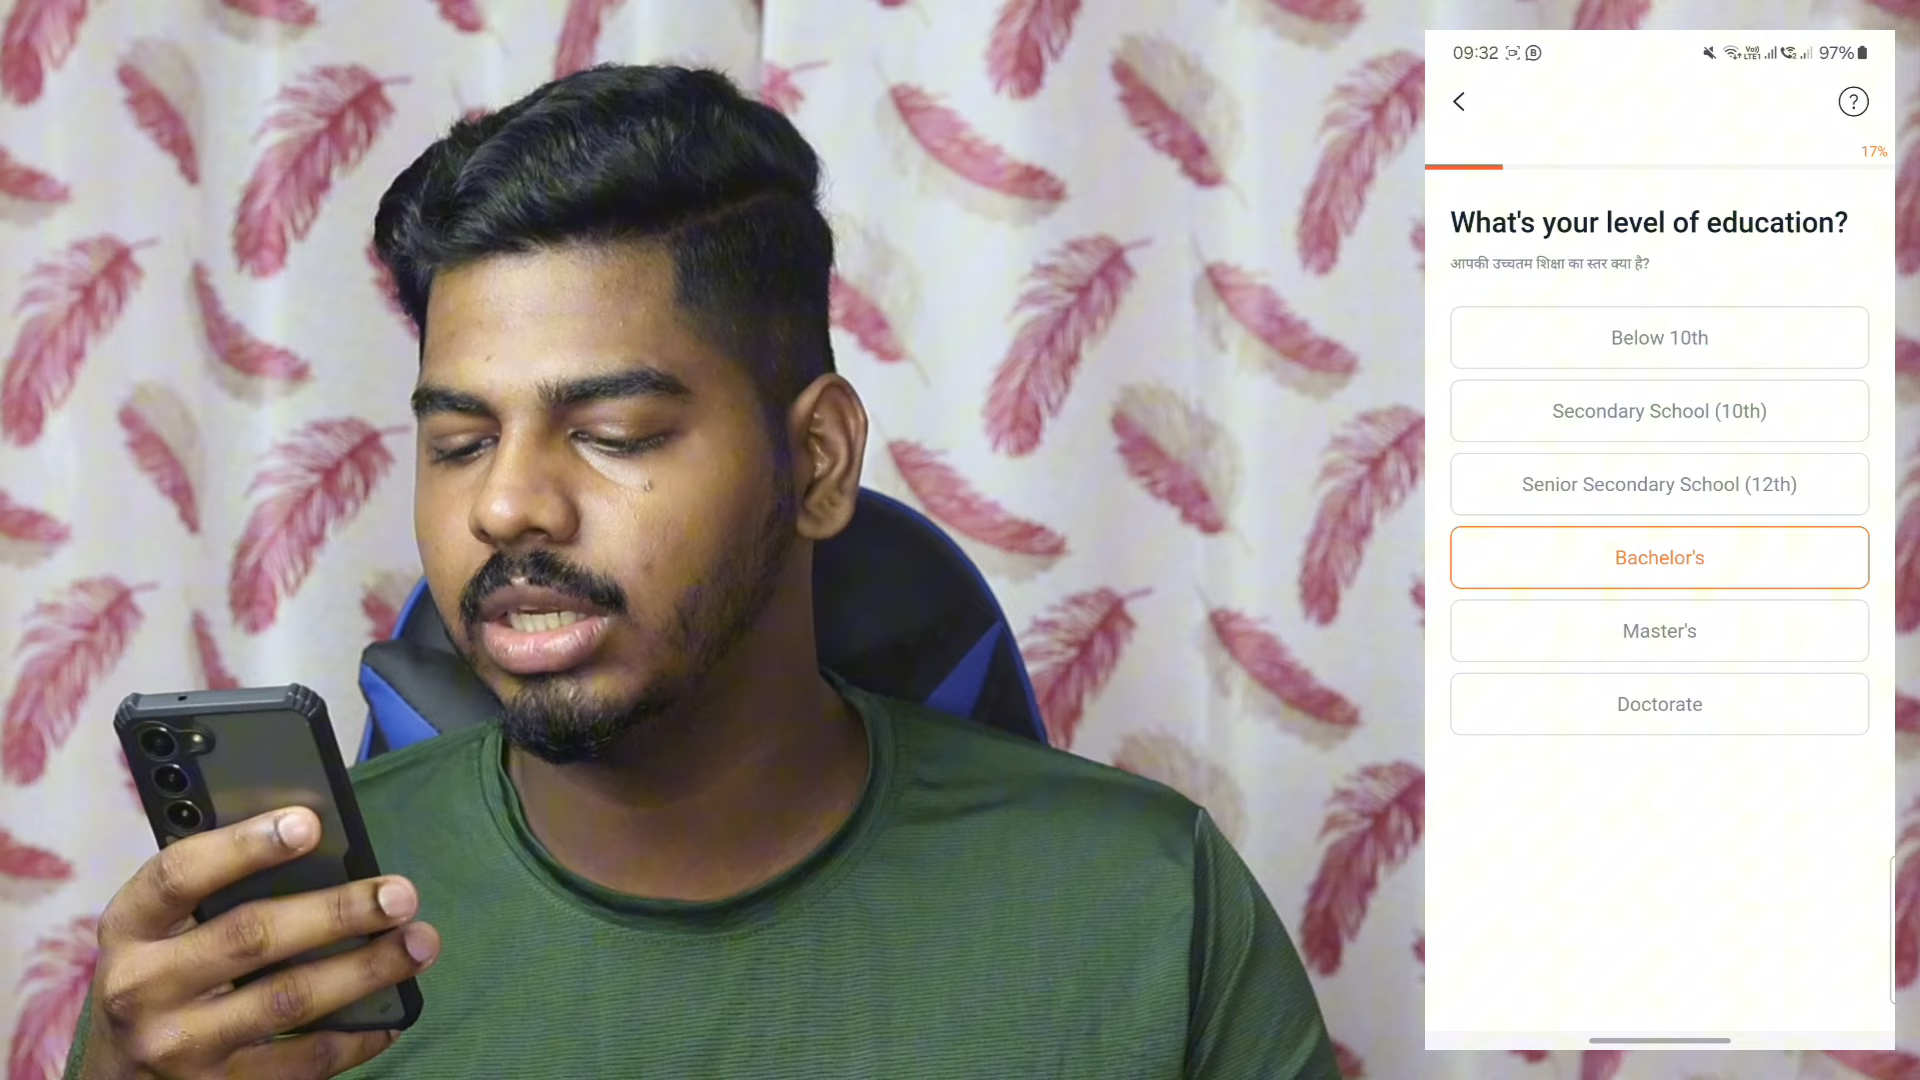 09:32 97%
17%
What's your level of education?
आपकी उच्चतम शिक्षा का स्तर क्या है?
Below 10th
Secondary School (10th)
Senior Secondary School (12th)
Bachelor's
Master's
Doctorate